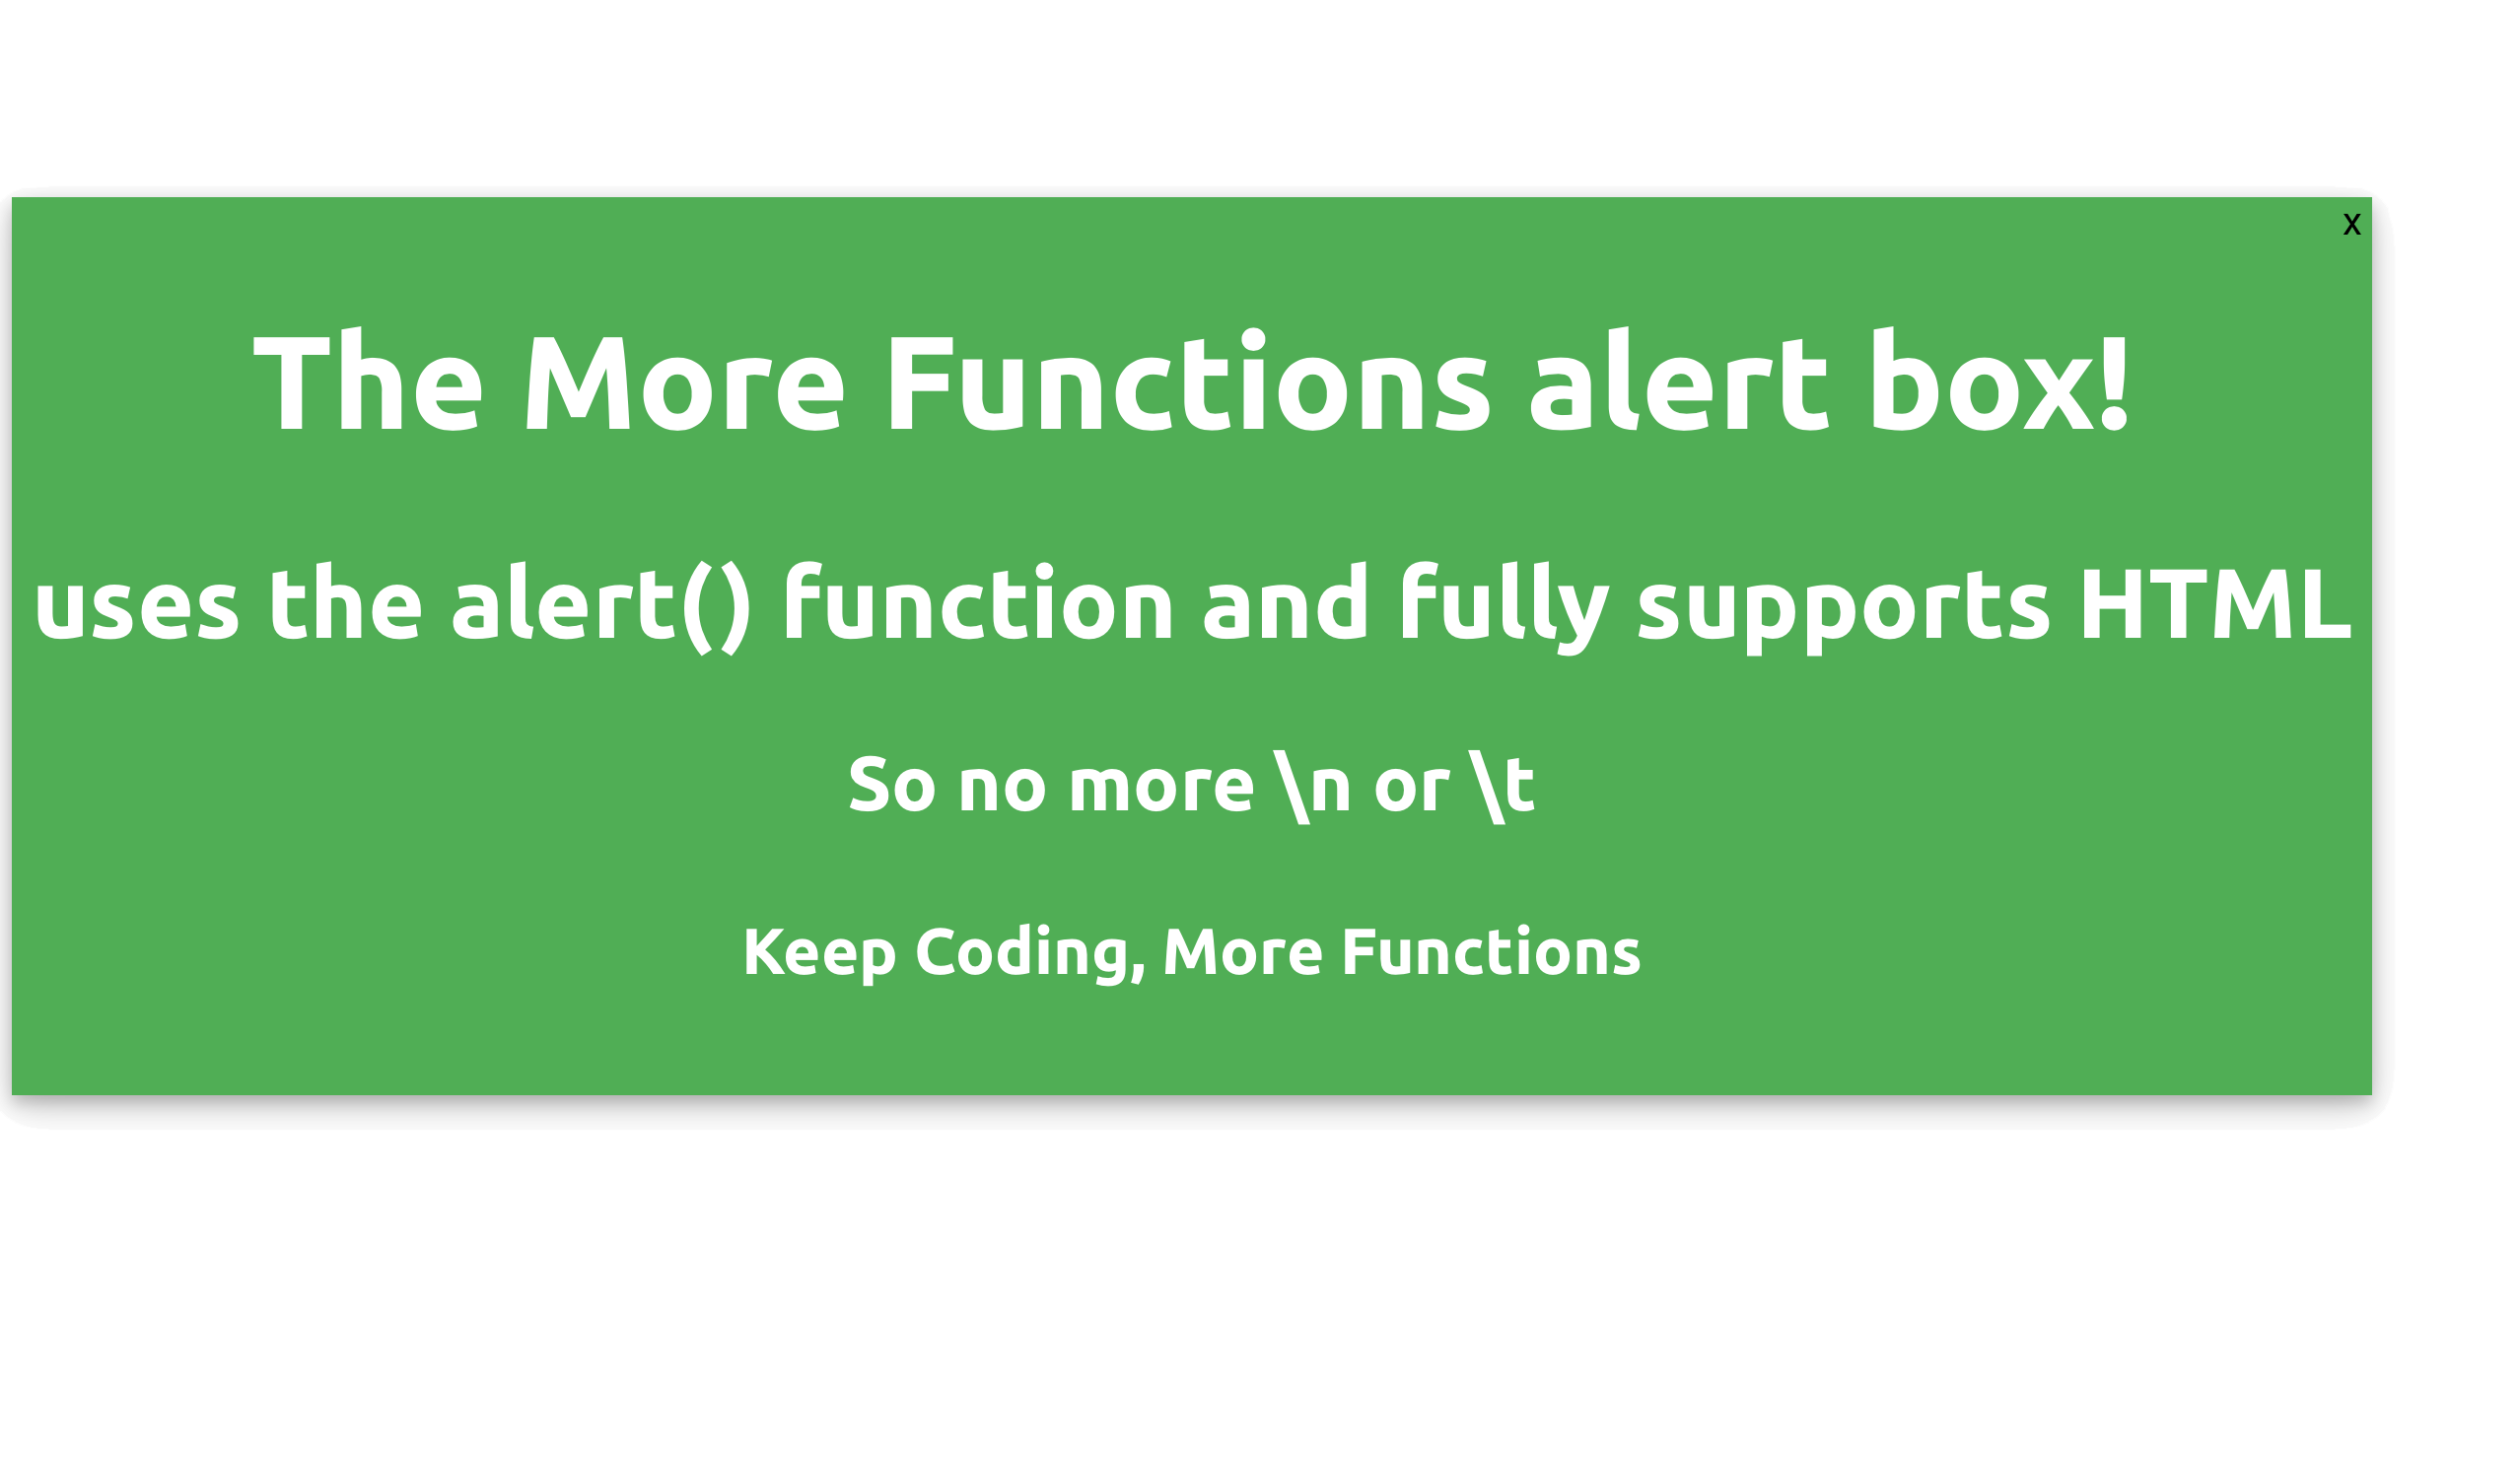 X
The More Functions alert box!
uses the alert() function and fully supports HTML
So no more \n or \t
Keep Coding, More Functions